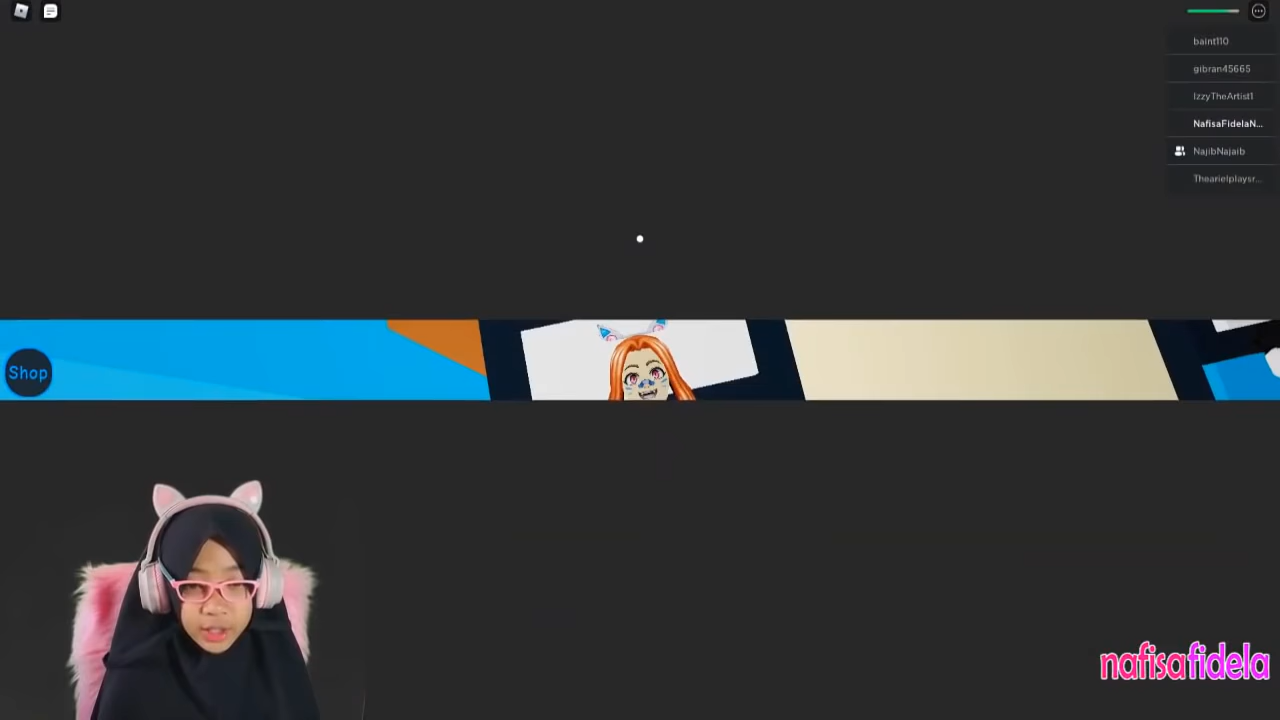 baint110
gibran45665
IzzyTheArtist1
NafisaFidelaN...
NajibNajaib
Thearielplaysr...
Shop
nafisafidela